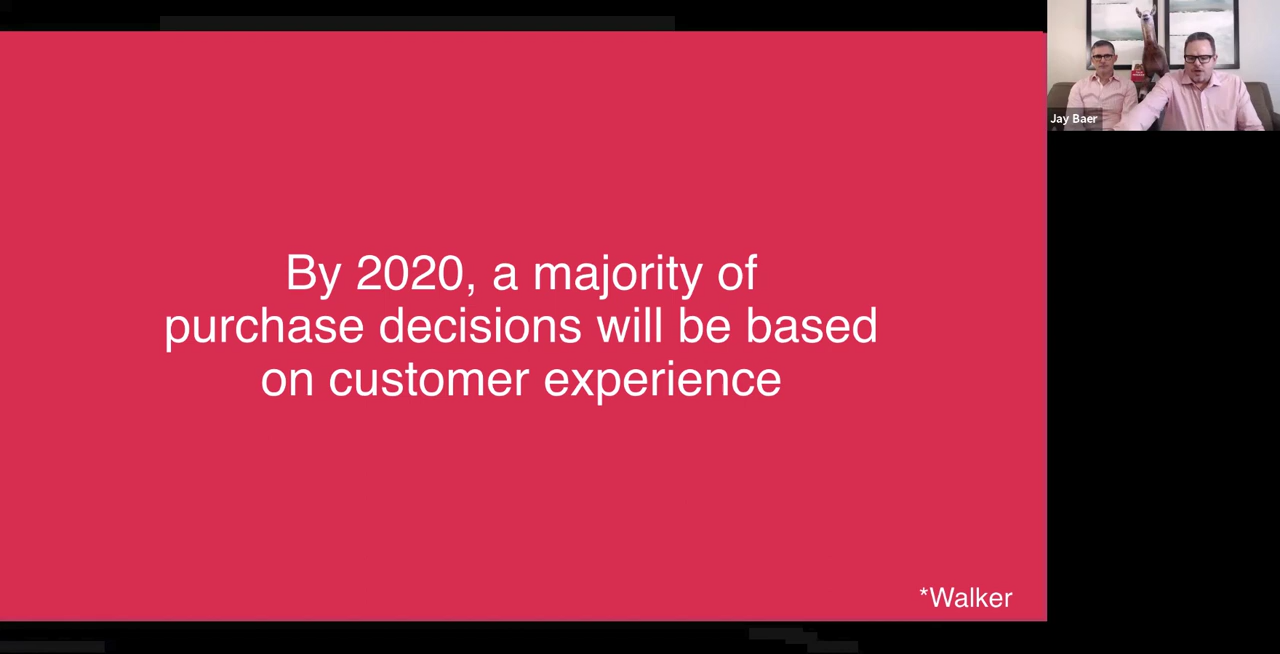 By 2020, a majority of
purchase decisions will be based
on customer experience
*Walker
Jay Baer